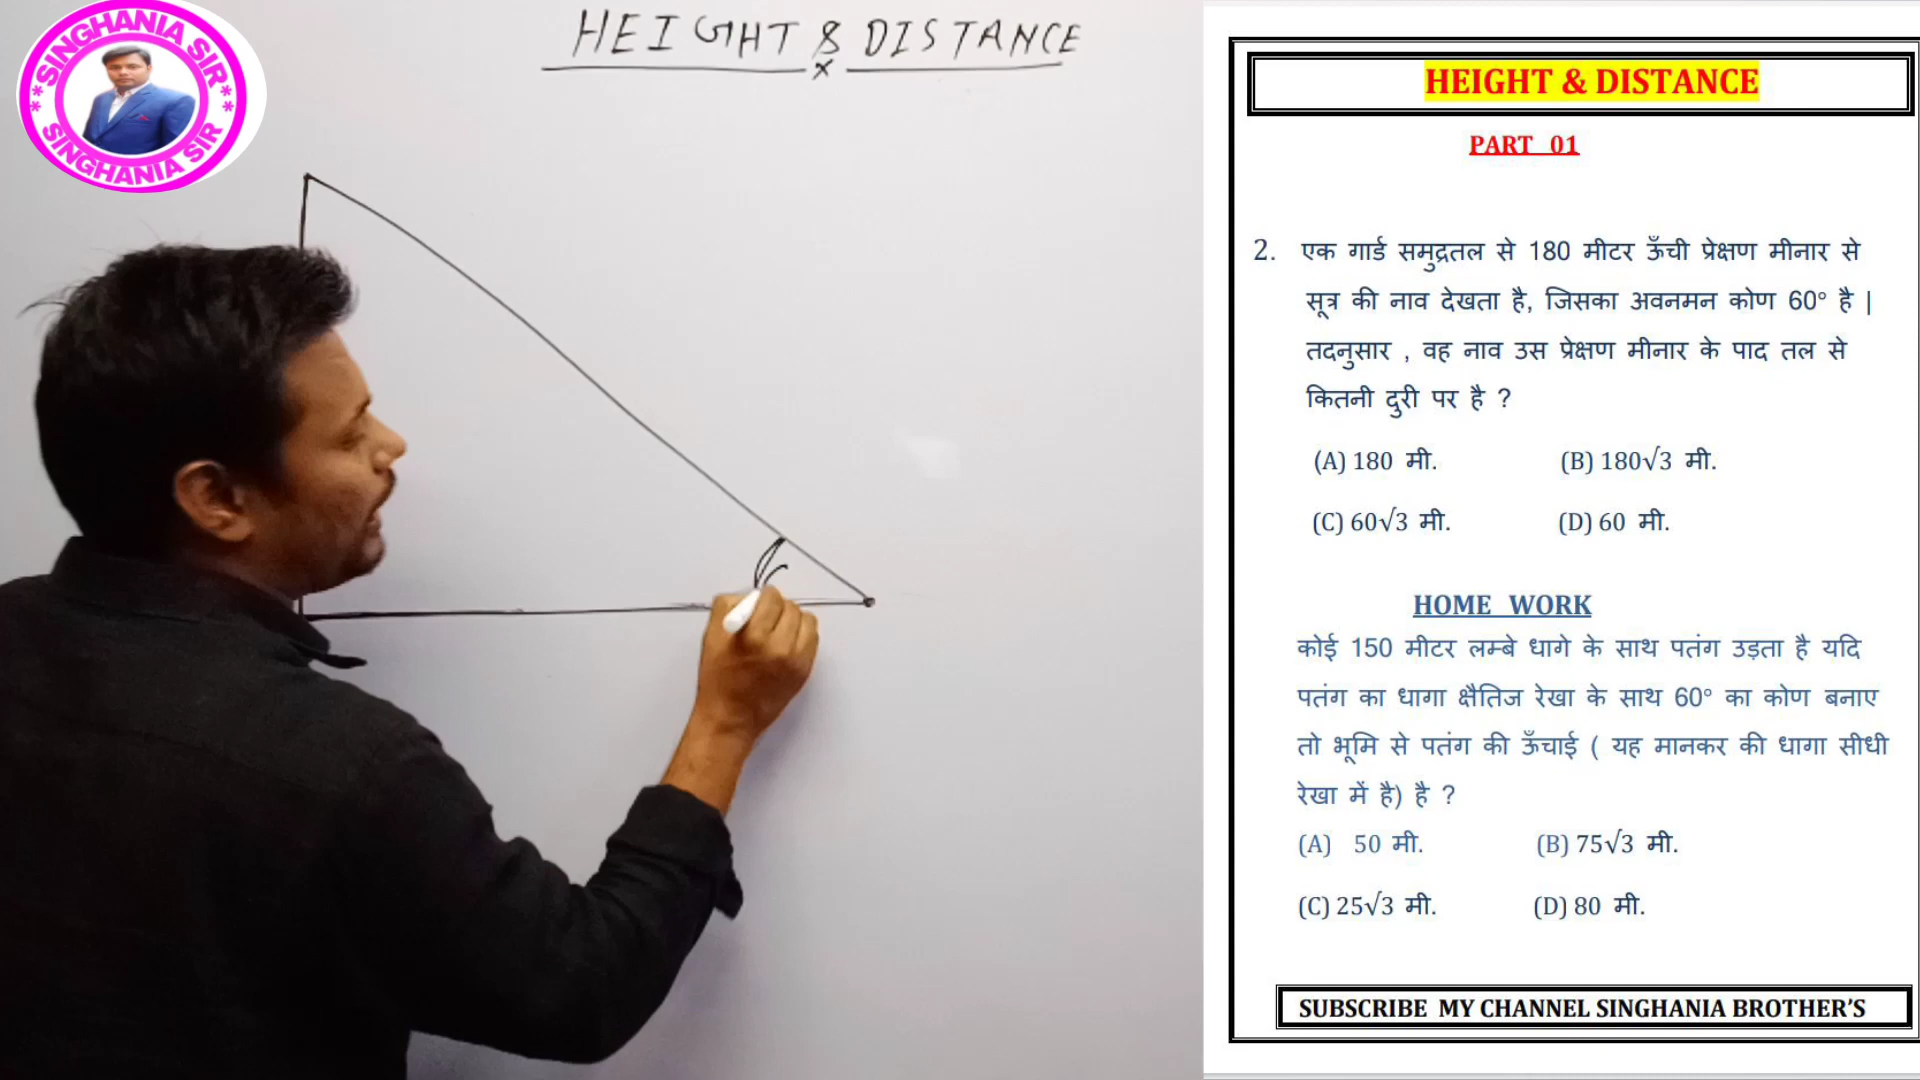 **SINGHANIA SIR**
SINGHANIA SIR
HEIGHT & DISTANCE
x
HEIGHT & DISTANCE
PART 01
2. एक गार्ड समुद्रतल से 180 मीटर ऊँची प्रेक्षण मीनार से
सूत्र की नाव देखता है, जिसका अवनमन कोण 60° है |
तदनुसार , वह नाव उस प्रेक्षण मीनार के पाद तल से
कितनी दुरी पर है ?
(A) 180 मी. (B) 180√3 मी.
(C) 60√3 मी. (D) 60 मी.
HOME WORK
कोई 150 मीटर लम्बे धागे के साथ पतंग उड़ता है यदि
पतंग का धागा क्षैतिज रेखा के साथ 60° का कोण बनाए
तो भूमि से पतंग की ऊँचाई ( यह मानकर की धागा सीधी
रेखा में है) है ?
(A) 50 मी. (B) 75√3 मी.
(C) 25√3 मी. (D) 80 मी.
SUBSCRIBE MY CHANNEL SINGHANIA BROTHER'S